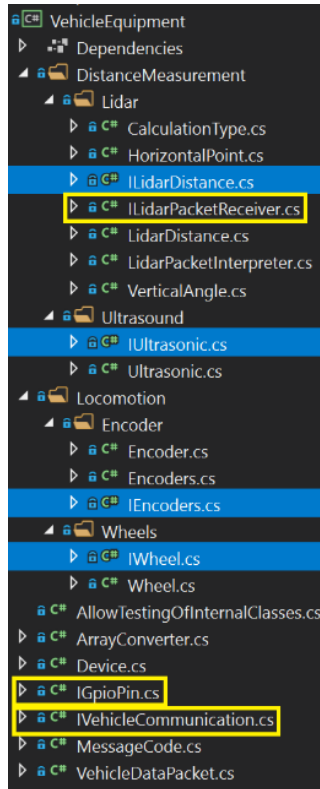 C# VehicleEquipment
Dependencies
DistanceMeasurement
Lidar
C# CalculationType.cs
C# HorizontalPoint.cs
C# ILidarDistance.cs
C# ILidarPacketReceiver.cs
C# LidarDistance.cs
C# LidarPacketInterpreter.cs
C# VerticalAngle.cs
Ultrasound
C# IUltrasonic.cs
C# Ultrasonic.cs
Locomotion
Encoder
C# Encoder.cs
C# Encoders.cs
C# IEncoders.cs
Wheels
C# IWheel.cs
C# Wheel.cs
C# AllowTestingOfInternalClasses.cs
C# ArrayConverter.cs
C# Device.cs
C# IGpioPin.cs
C# IVehicleCommunication.cs
C# MessageCode.cs
C# VehicleDataPacket.cs